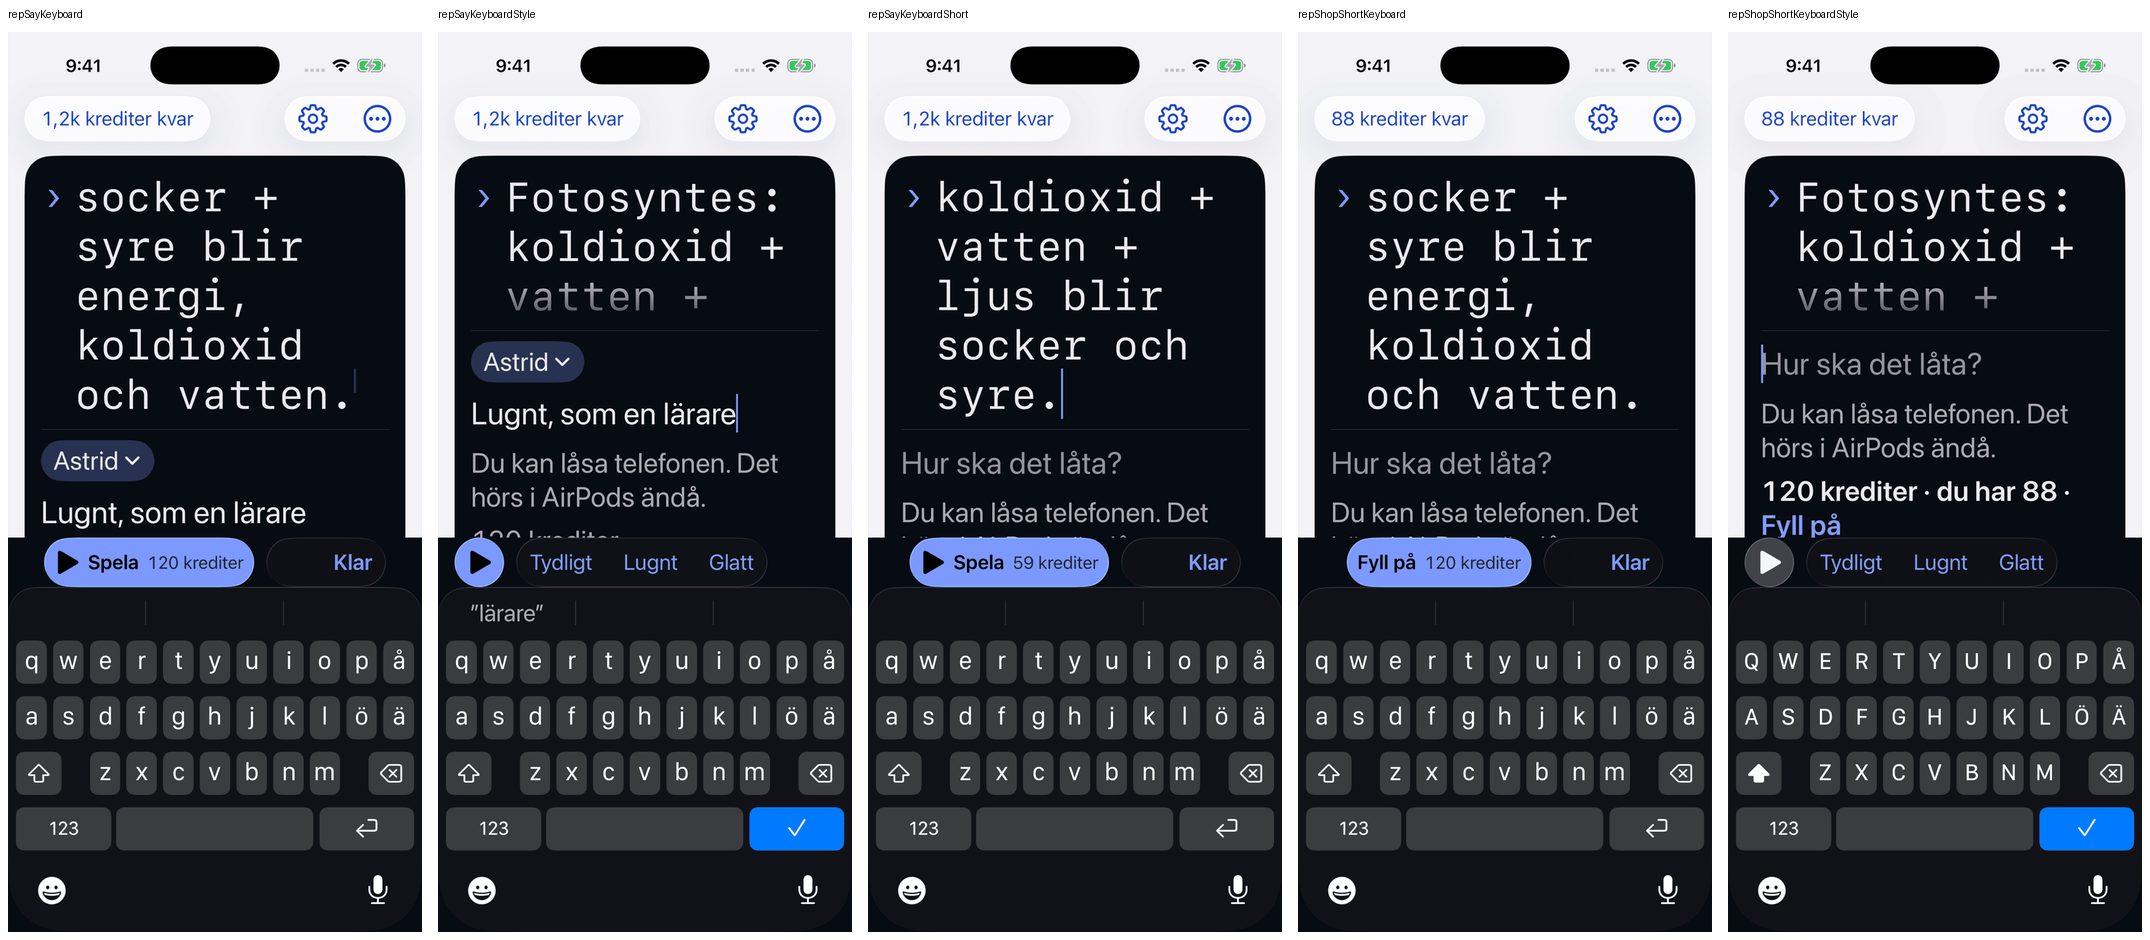 repSayKeyboard
9:41
1,2k krediter kvar
› socker +
syre blir
energi,
koldioxid
och vatten.
Astrid
Lugnt, som en lärare
Spela 120 krediter
Klar
q w e r t y u i o p å
a s d f g h j k l ö ä
z x c v b n m
123
repSayKeyboardStyle
9:41
1,2k krediter kvar
› Fotosyntes:
koldioxid +
vatten +
Astrid
Lugnt, som en lärare
Du kan låsa telefonen. Det
hörs i AirPods ändå.
120 krediter
Tydligt Lugnt Glatt
"lärare"
q w e r t y u i o p å
a s d f g h j k l ö ä
z x c v b n m
123
repSayKeyboardShort
9:41
1,2k krediter kvar
› koldioxid +
vatten +
ljus blir
socker och
syre.
Hur ska det låta?
Du kan låsa telefonen. Det
Spela 59 krediter
Klar
q w e r t y u i o p å
a s d f g h j k l ö ä
z x c v b n m
123
repShopShortKeyboard
9:41
88 krediter kvar
› socker +
syre blir
energi,
koldioxid
och vatten.
Hur ska det låta?
Du kan låsa telefonen. Det
Fyll på 120 krediter
Klar
q w e r t y u i o p å
a s d f g h j k l ö ä
z x c v b n m
123
repShopShortKeyboardStyle
9:41
88 krediter kvar
› Fotosyntes:
koldioxid +
vatten +
Hur ska det låta?
Du kan låsa telefonen. Det
hörs i AirPods ändå.
120 krediter · du har 88 ·
Fyll på
Tydligt Lugnt Glatt
Q W E R T Y U I O P Å
A S D F G H J K L Ö Ä
Z X C V B N M
123